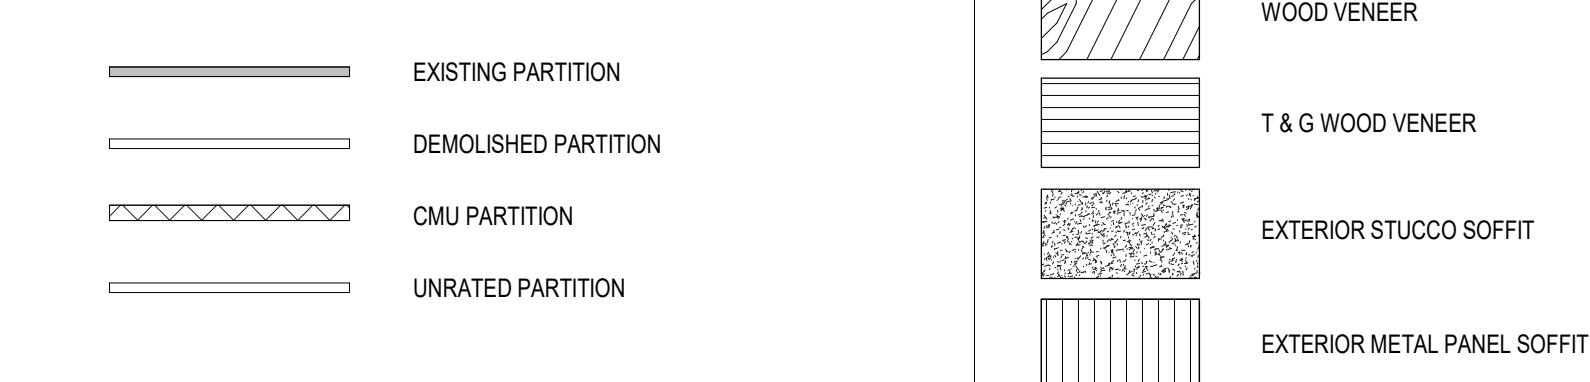 EXISTING PARTITION
DEMOLISHED PARTITION
CMU PARTITION
UNRATED PARTITION
WOOD VENEER
T & G WOOD VENEER
EXTERIOR STUCCO SOFFIT
EXTERIOR METAL PANEL SOFFIT